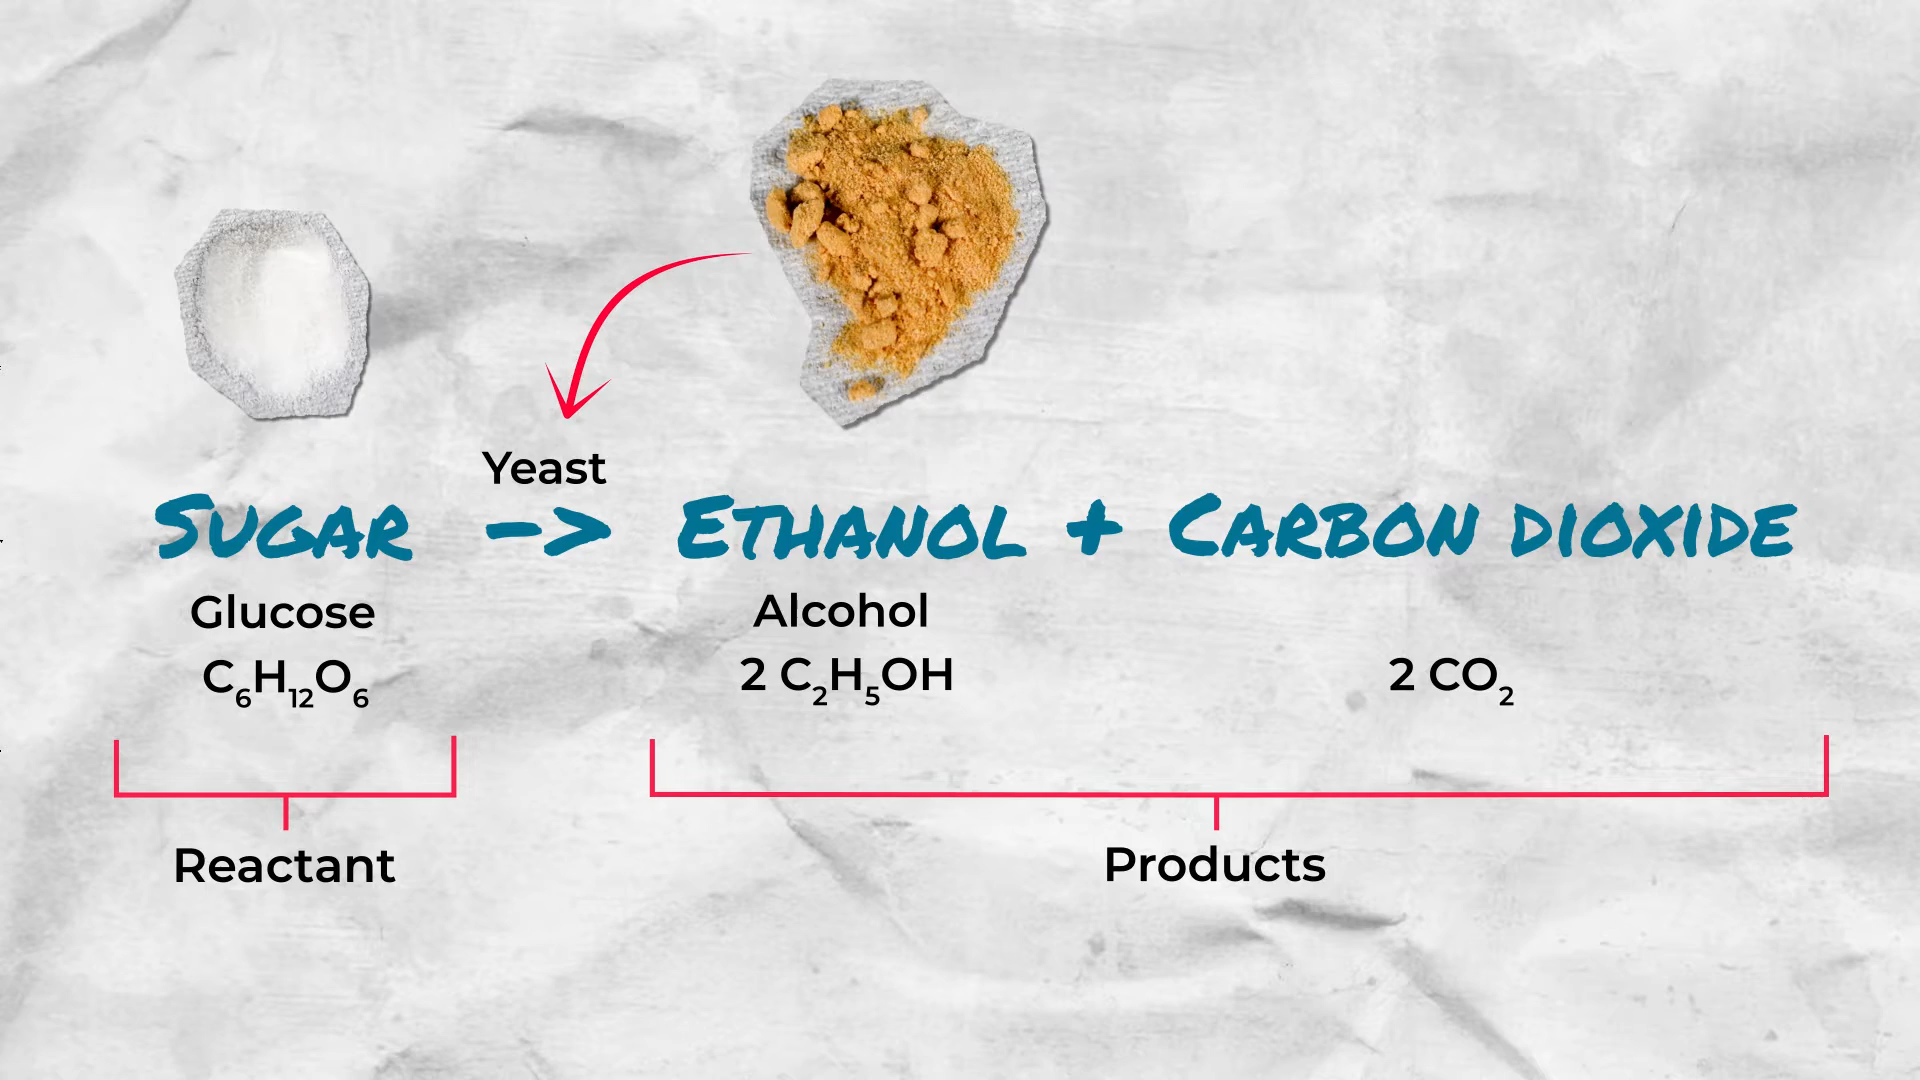 Yeast
SUGAR -> ETHANOL + CARBON DIOXIDE
Glucose Alcohol
C₆H₁₂O₆ 2 C₂H₅OH 2 CO₂
Reactant Products